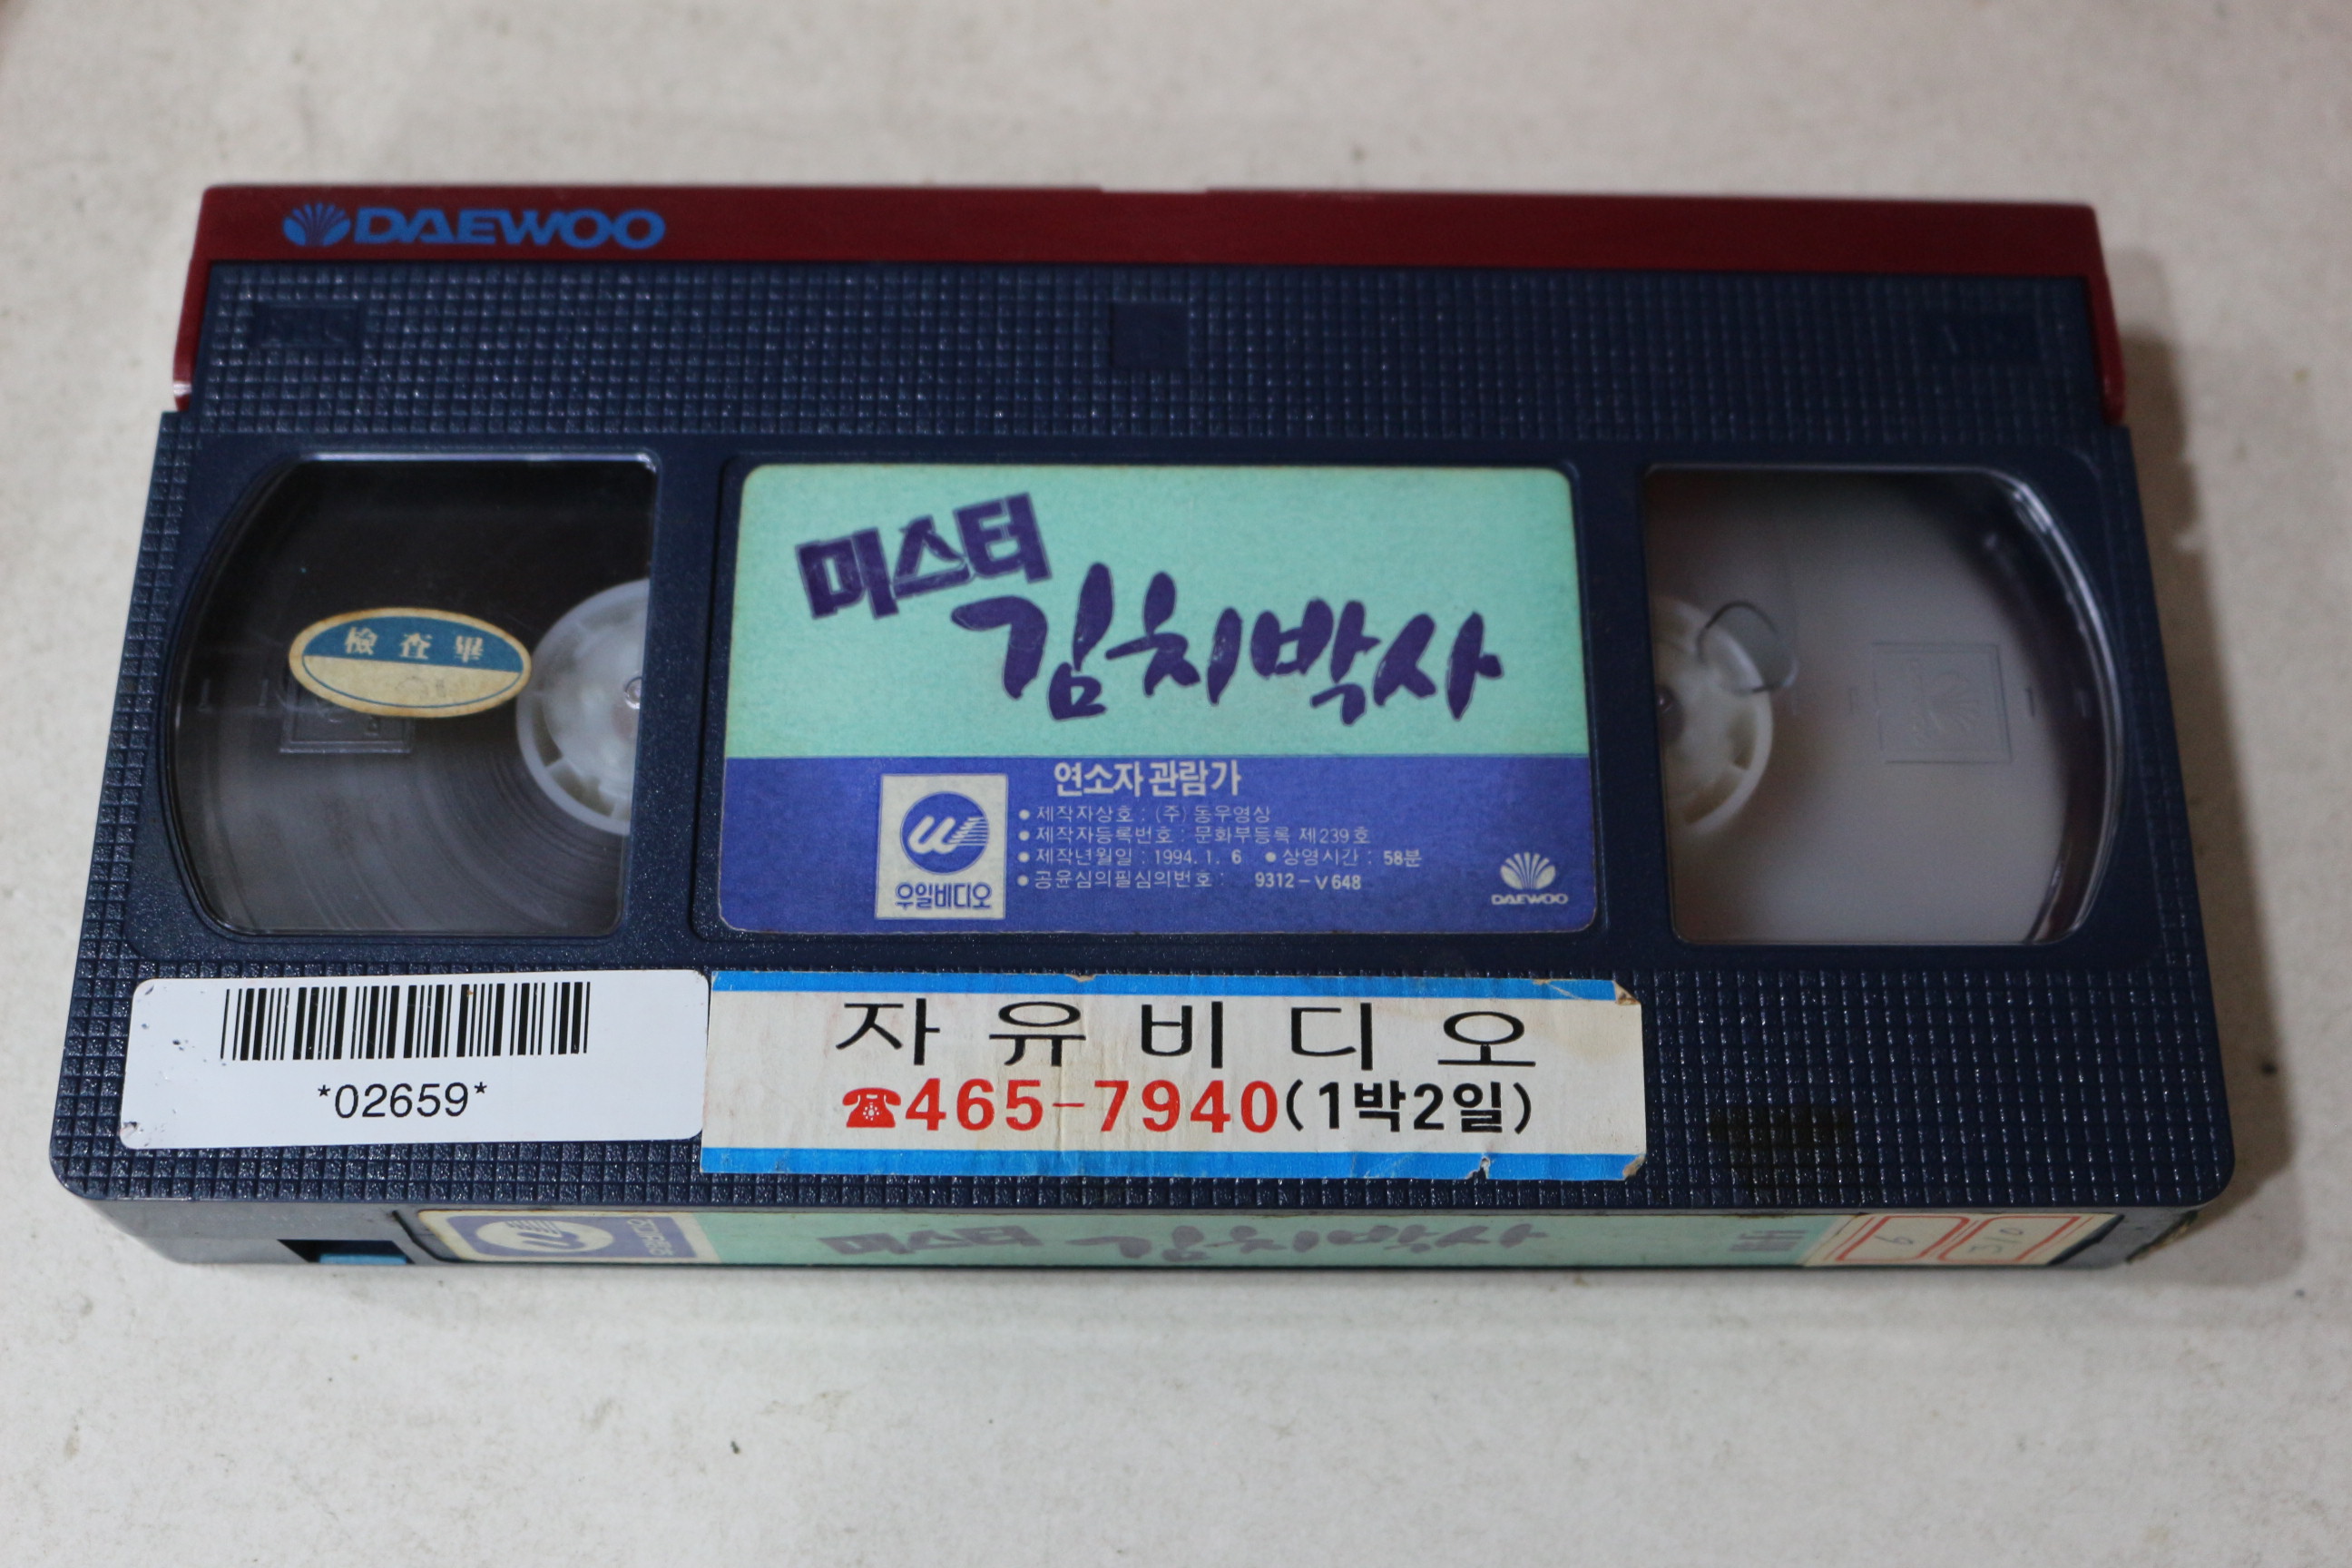 DAEWOO
檢査畢
미스터
김치박사
연소자 관람가
● 제작자상호 : (주) 동우영상
● 제작자등록번호 : 문화부등록 제239호
● 제작년월일 : 1994. 1. 6 ● 상영시간 : 58분
● 공윤심의필심의번호 : 9312-V648
우일비디오
DAEWOO
*02659*
자유비디오
☎465-7940(1박2일)
우일비디오
미스터 김치박사